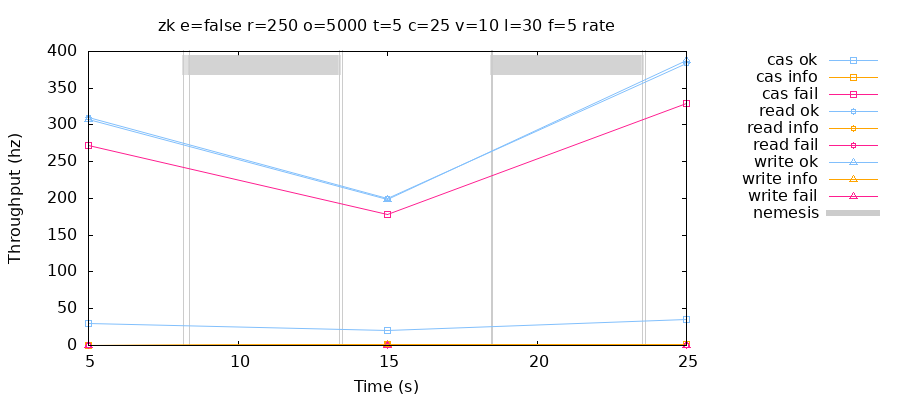 zk e=false r=250 o=5000 t=5 c=25 v=10 l=30 f=5 rate
400
350
300
250
200
150
100
50
0
Throughput (hz)
5
10
15
20
25
Time (s)
cas ok
cas info
cas fail
read ok
read info
read fail
write ok
write info
write fail
nemesis